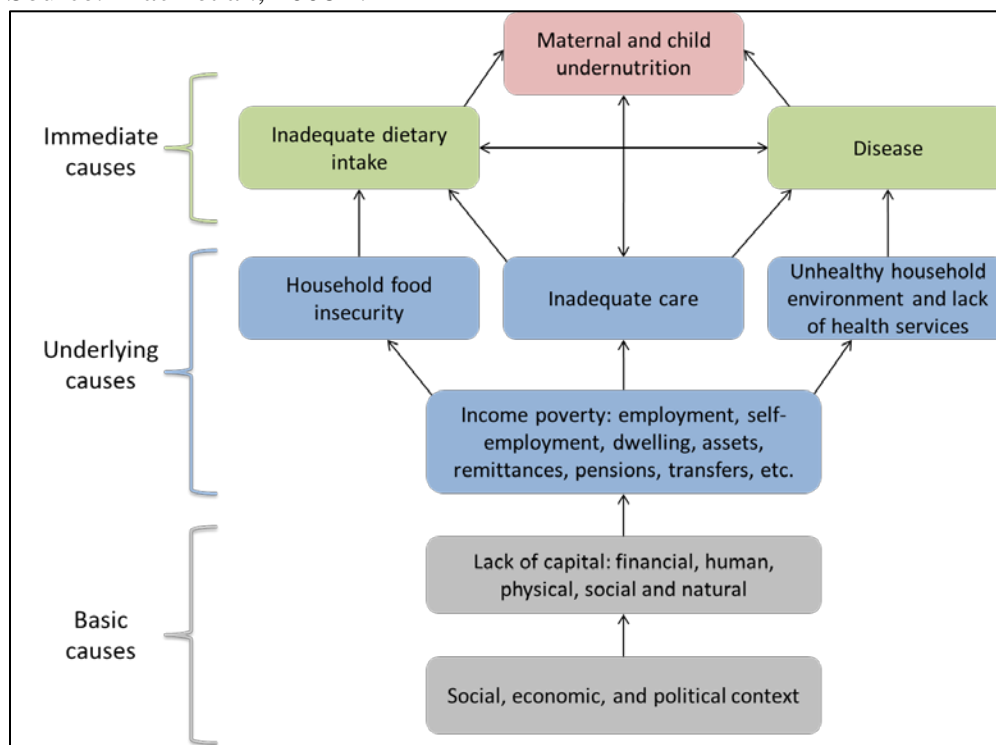 Maternal and child
undernutrition
Immediate
causes
Inadequate dietary
intake
Disease
Underlying
causes
Household food
insecurity
Inadequate care
Unhealthy household
environment and lack
of health services
Income poverty: employment, self-
employment, dwelling, assets,
remittances, pensions, transfers, etc.
Basic
causes
Lack of capital: financial, human,
physical, social and natural
Social, economic, and political context